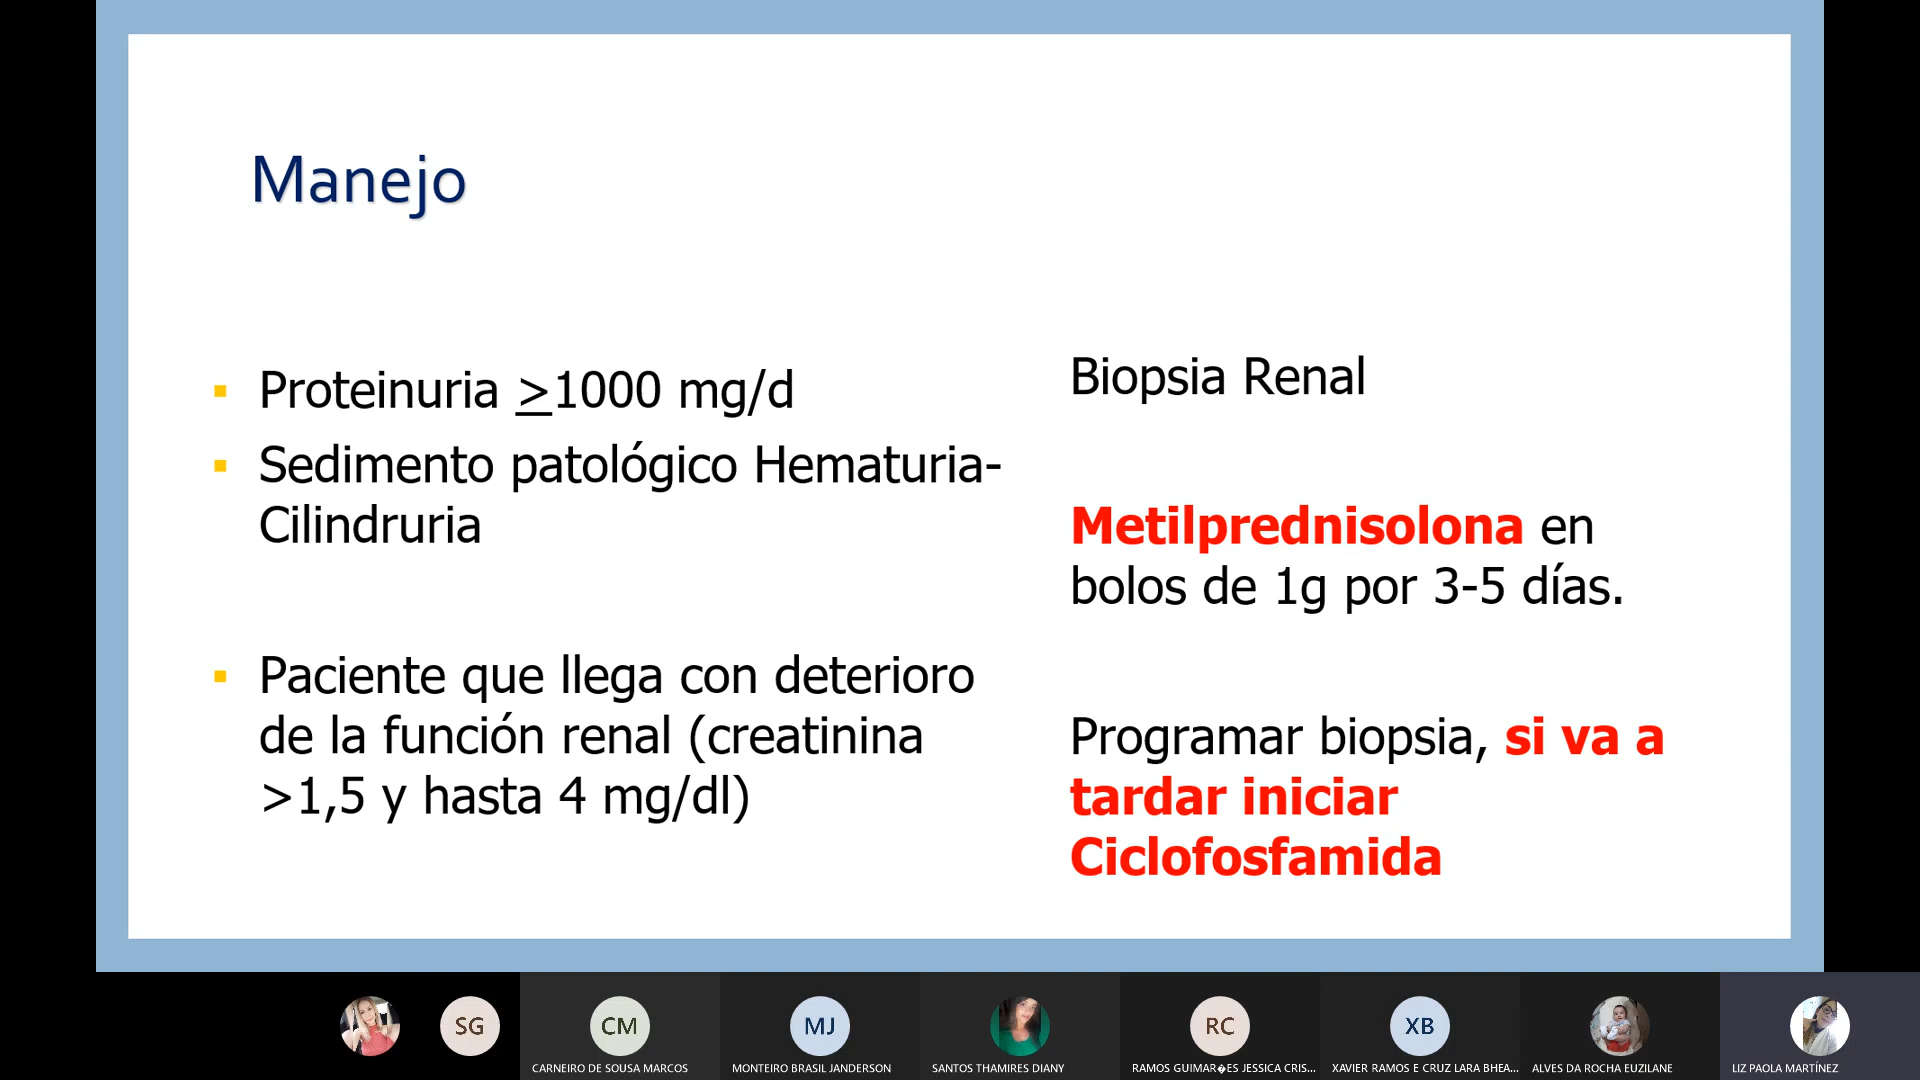 Manejo
Proteinuria >1000 mg/d
Sedimento patológico Hematuria-
Cilindruria
Paciente que llega con deterioro
de la función renal (creatinina
>1,5 y hasta 4 mg/dl)
Biopsia Renal
Metilprednisolona en
bolos de 1g por 3-5 días.
Programar biopsia, si va a
tardar iniciar
Ciclofosfamida
SG
CM
MJ
RC
XB
CARNEIRO DE SOUSA MARCOS
MONTEIRO BRASIL JANDERSON
SANTOS THAMIRES DIANY
RAMOS GUIMAR�ES JESSICA CRIS...
XAVIER RAMOS E CRUZ LARA BHEA...
ALVES DA ROCHA EUZILANE
LIZ PAOLA MARTÍNEZ